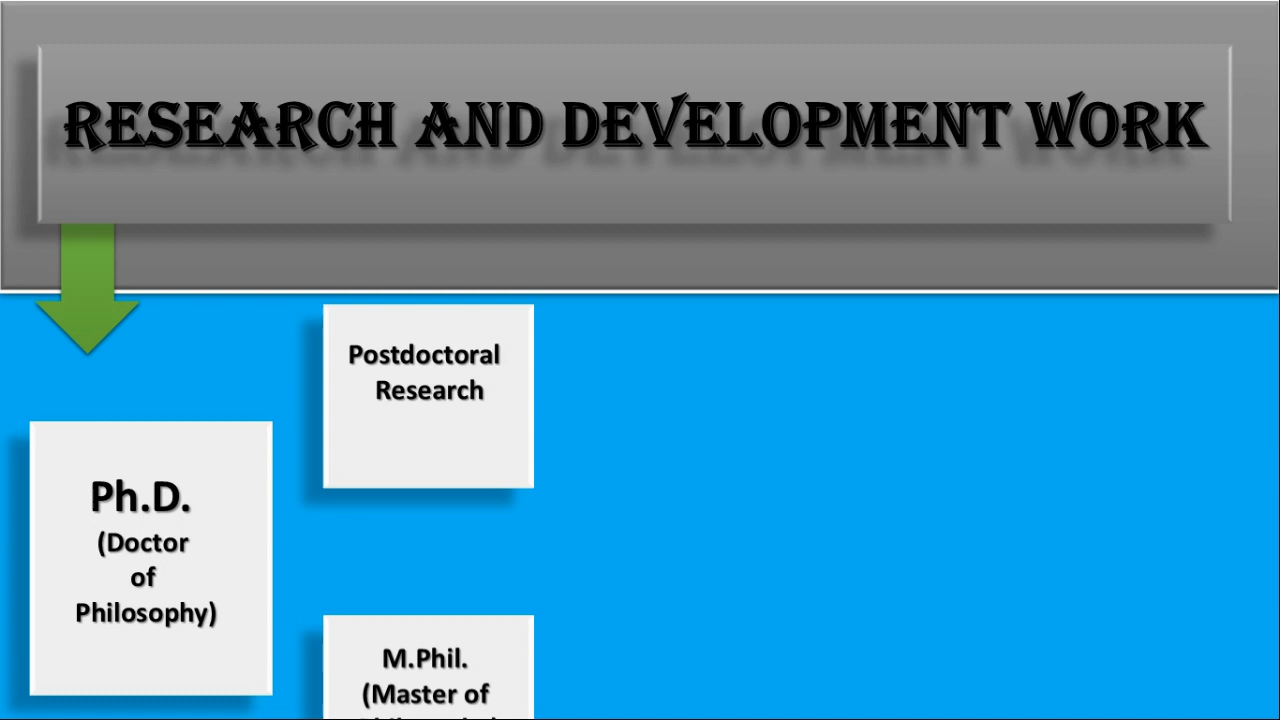 RESEARCH AND DEVELOPMENT WORK
Postdoctoral
Research
Ph.D.
(Doctor
of
Philosophy)
M.Phil.
(Master of